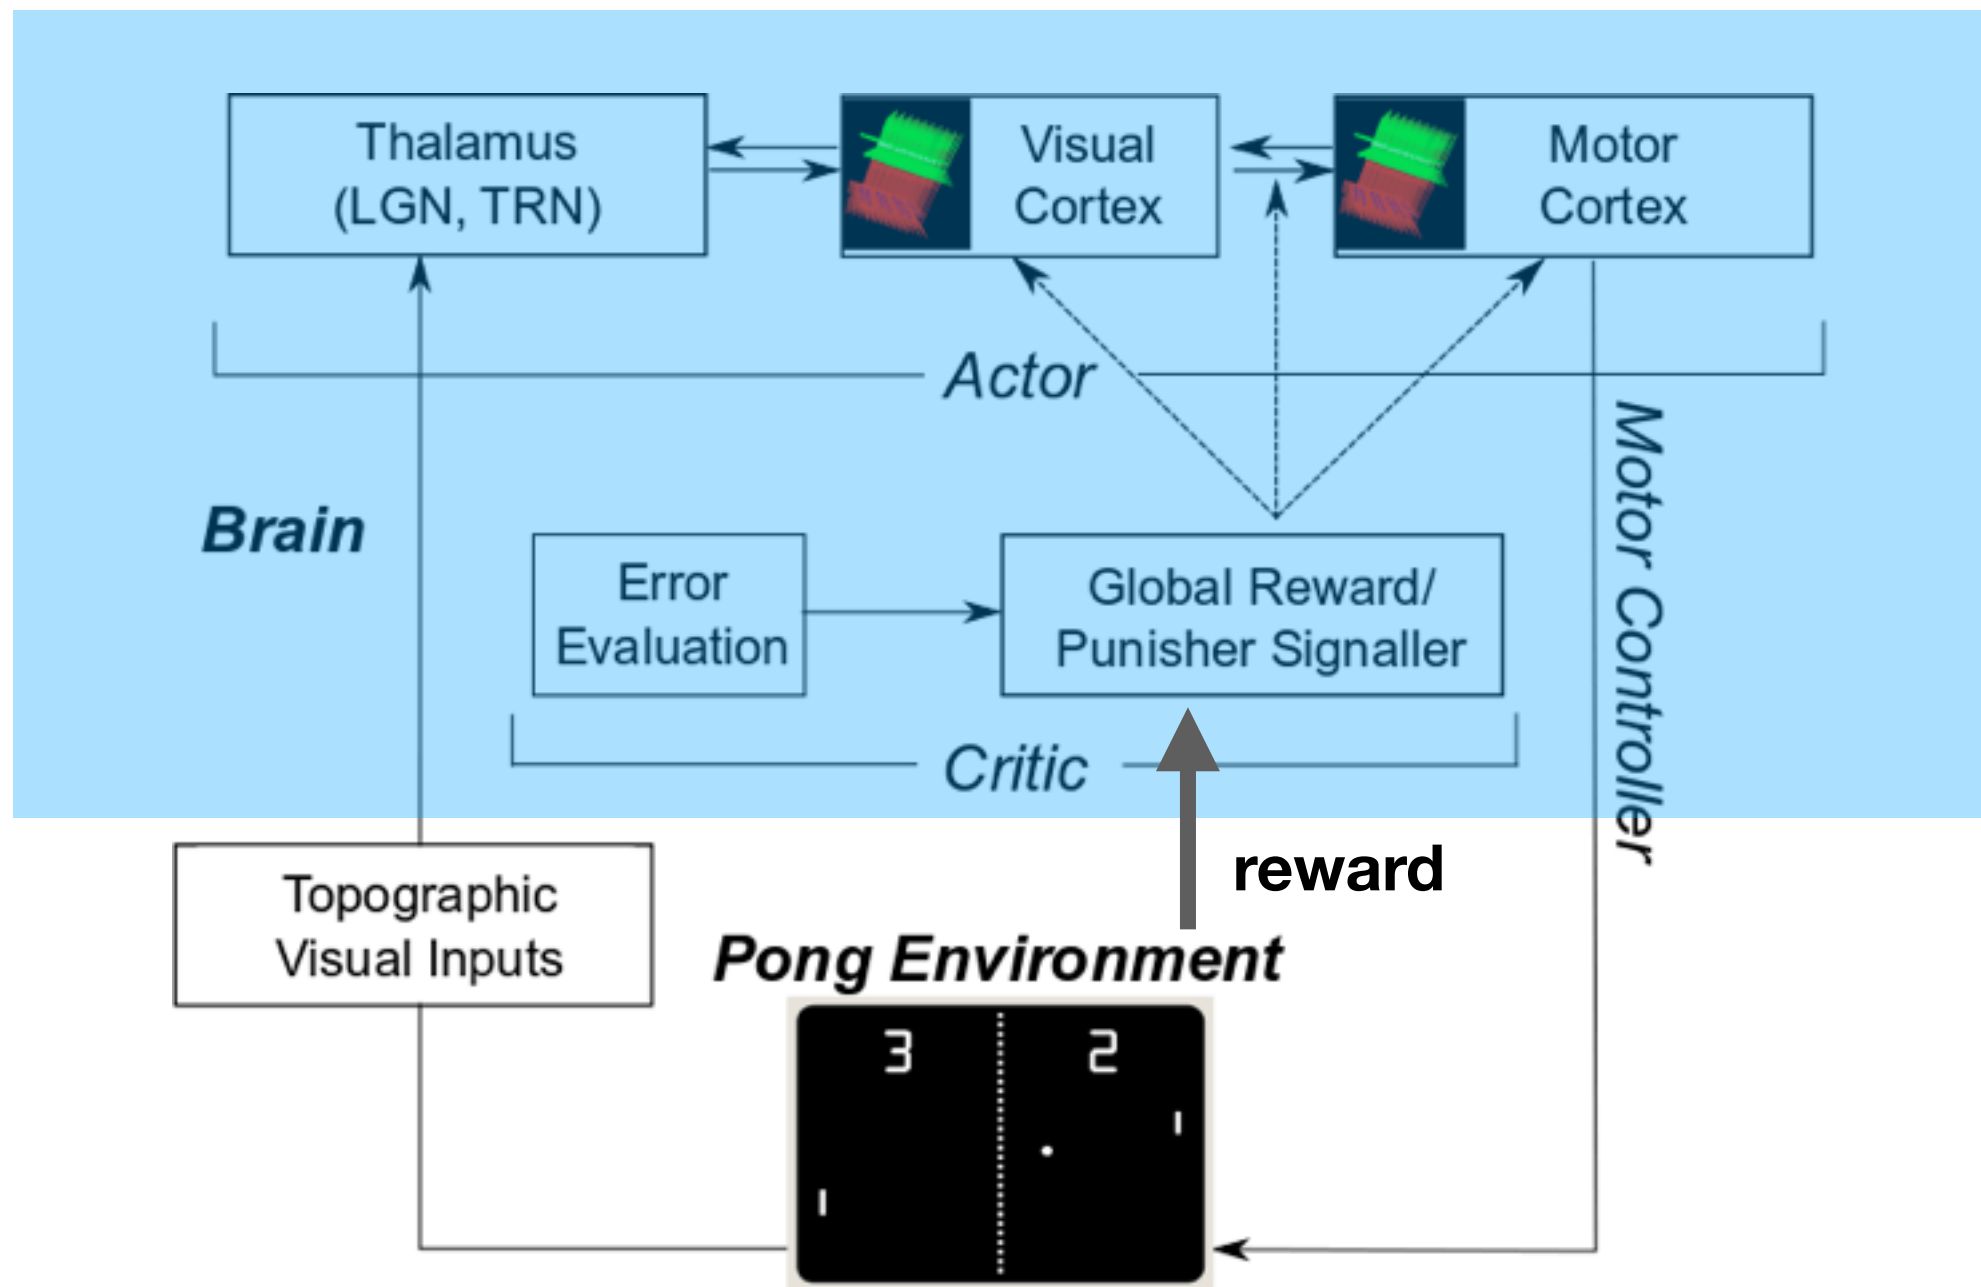 Thalamus
(LGN, TRN)
Visual
Cortex
Motor
Cortex
Actor
Motor Controller
Brain
Error
Evaluation
Global Reward/
Punisher Signaller
Critic
reward
Topographic
Visual Inputs
Pong Environment
3 2